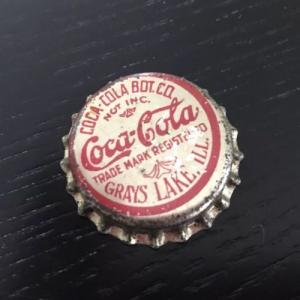 COCA-COLA BOT. CO.
NOT INC.
Coca-Cola
TRADE MARK REGISTERED
GRAYS LAKE, ILL.